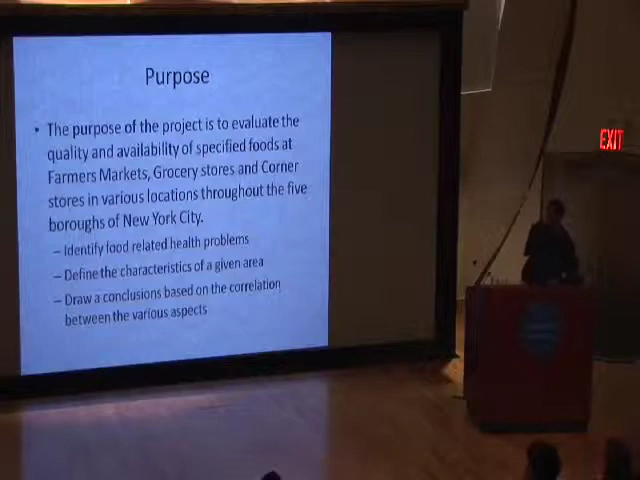 Purpose
• The purpose of the project is to evaluate the
quality and availability of specified foods at
Farmers Markets, Grocery stores and Corner
stores in various locations throughout the five
boroughs of New York City.
– Identify food related health problems
– Define the characteristics of a given area
– Draw a conclusions based on the correlation
between the various aspects
EXIT